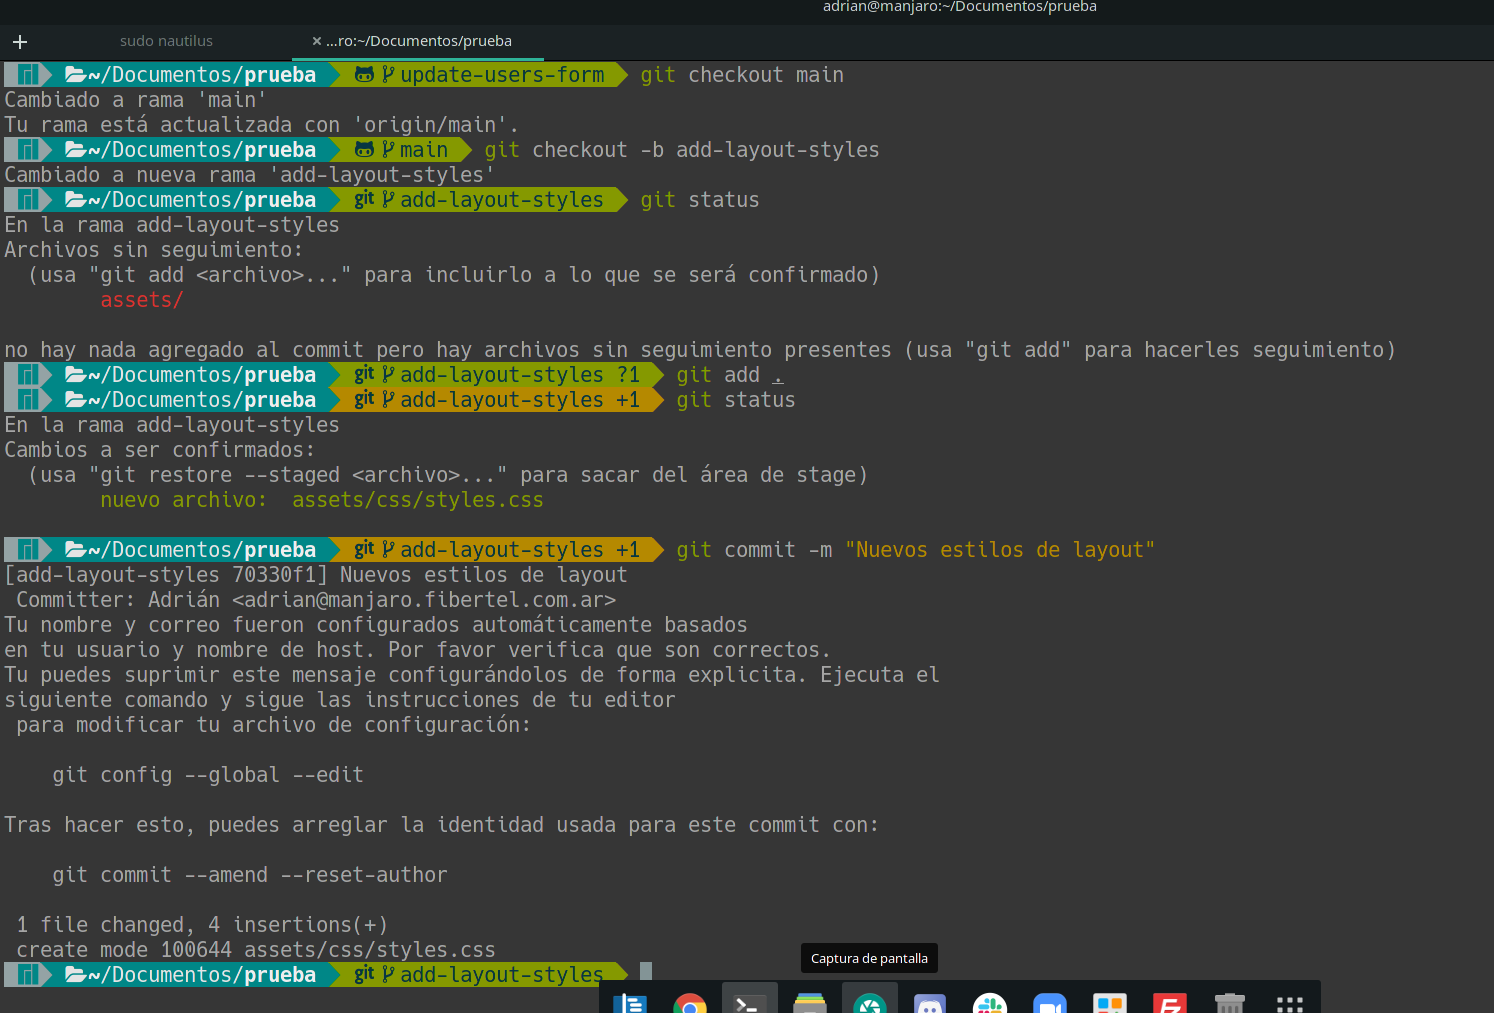 adrian@manjaro:~/Documentos/prueba
+ sudo nautilus × ...ro:~/Documentos/prueba
~/Documentos/prueba update-users-form git checkout main
Cambiado a rama 'main'
Tu rama está actualizada con 'origin/main'.
~/Documentos/prueba main git checkout -b add-layout-styles
Cambiado a nueva rama 'add-layout-styles'
~/Documentos/prueba git add-layout-styles git status
En la rama add-layout-styles
Archivos sin seguimiento:
(usa "git add <archivo>..." para incluirlo a lo que se será confirmado)
assets/
no hay nada agregado al commit pero hay archivos sin seguimiento presentes (usa "git add" para hacerles seguimiento)
~/Documentos/prueba git add-layout-styles ?1 git add .
~/Documentos/prueba git add-layout-styles +1 git status
En la rama add-layout-styles
Cambios a ser confirmados:
(usa "git restore --staged <archivo>..." para sacar del área de stage)
nuevo archivo: assets/css/styles.css
~/Documentos/prueba git add-layout-styles +1 git commit -m "Nuevos estilos de layout"
[add-layout-styles 70330f1] Nuevos estilos de layout
Committer: Adrián <adrian@manjaro.fibertel.com.ar>
Tu nombre y correo fueron configurados automáticamente basados
en tu usuario y nombre de host. Por favor verifica que son correctos.
Tu puedes suprimir este mensaje configurándolos de forma explicita. Ejecuta el
siguiente comando y sigue las instrucciones de tu editor
para modificar tu archivo de configuración:
git config --global --edit
Tras hacer esto, puedes arreglar la identidad usada para este commit con:
git commit --amend --reset-author
1 file changed, 4 insertions(+)
create mode 100644 assets/css/styles.css
~/Documentos/prueba git add-layout-styles
Captura de pantalla